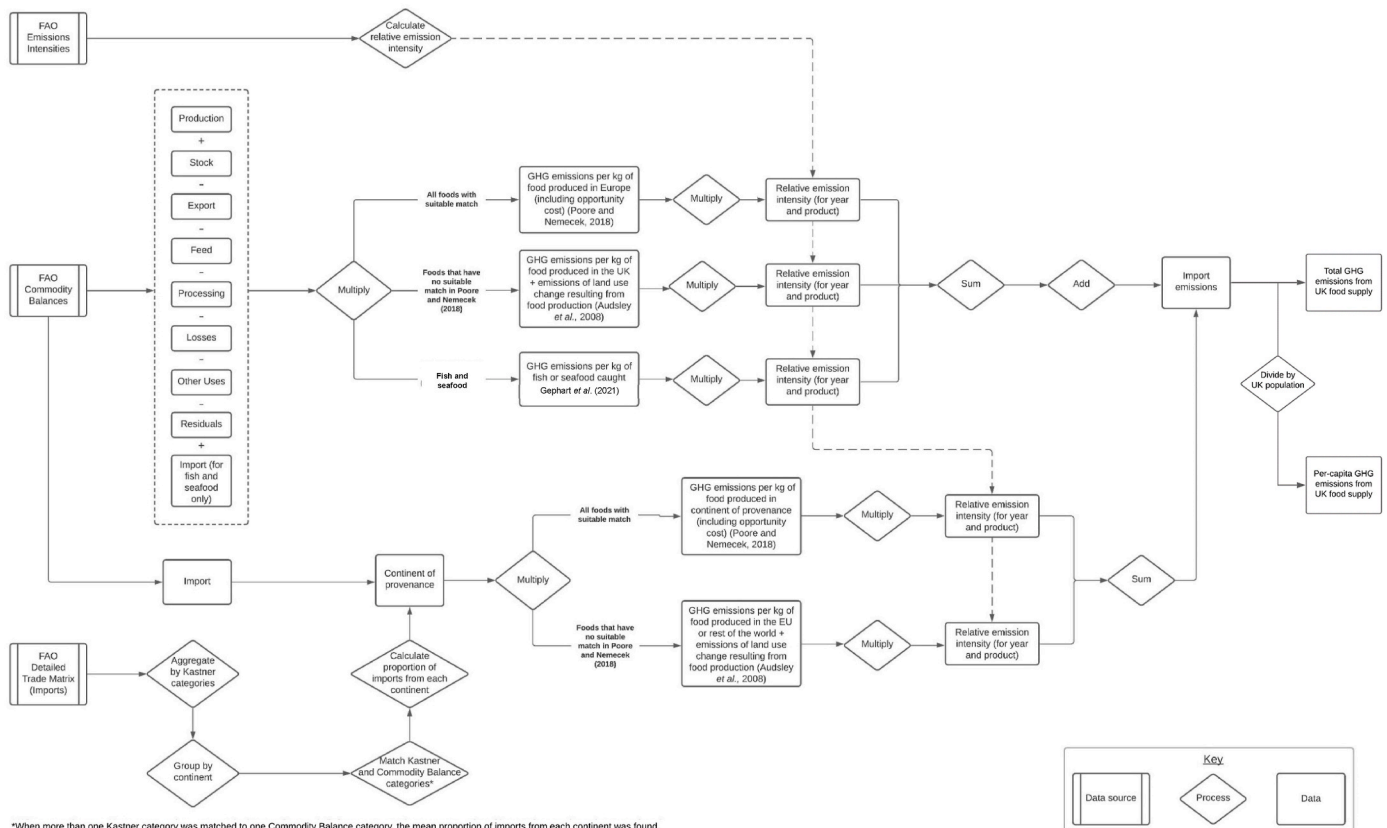 FAO
Emissions
Intensities
Calculate
relative emission
intensity
FAO
Commodity
Balances
Production
+
Stock
-
Export
-
Feed
-
Processing
-
Losses
-
Other Uses
-
Residuals
+
Import (for
fish and
seafood
only)
Multiply
All foods with
suitable match
GHG emissions per kg of
food produced in Europe
(including opportunity
cost) (Poore and
Nemecek, 2018)
Multiply
Relative emission
intensity (for year
and product)
Foods that have
no suitable
match in Poore
and Nemecek
(2018]
GHG emissions per kg of
food produced in the UK
+ emissions of land use
change resulting from
food production (Audsley
et al., 2008)
Multiply
Relative emission
intensity (for year
and product)
Fish and
seafood
GHG emissions per kg of
fish or seafood caught
Gephart et al. (2021)
Multiply
Relative emission
intensity (for year
and product)
Sum
Add
Import
emissions
Total GHG
emissions from
UK food supply
Divide by
UK population
Per-capita GHG
emissions from
UK food supply
Import
Continent of
provenance
Multiply
All foods with
suitable match
GHG emissions per kg of
food produced in
continent of provenance
(including opportunity
cost) (Poore and
Nemecek, 2018)
Multiply
Relative emission
intensity (for year
and product)
Foods that have
no suitable
match in Poore
and Nemecek
(2018]
GHG emissions per kg of
food produced in the EU
or rest of the world +
emissions of land use
change resulting from
food production (Audsley
et al., 2008)
Multiply
Relative emission
intensity (for year
and product)
Sum
FAO
Detailed
Trade Matrix
(Imports)
Aggregate
by Kastner
categories
Group by
continent
Match Kastner
and Commodity Balance
categories*
Calculate
proportion of
imports from each
continent
Key
Data source
Process
Data
*When more than one Kastner category was matched to one Commodity Balance category, the mean proportion of imports from each continent was found